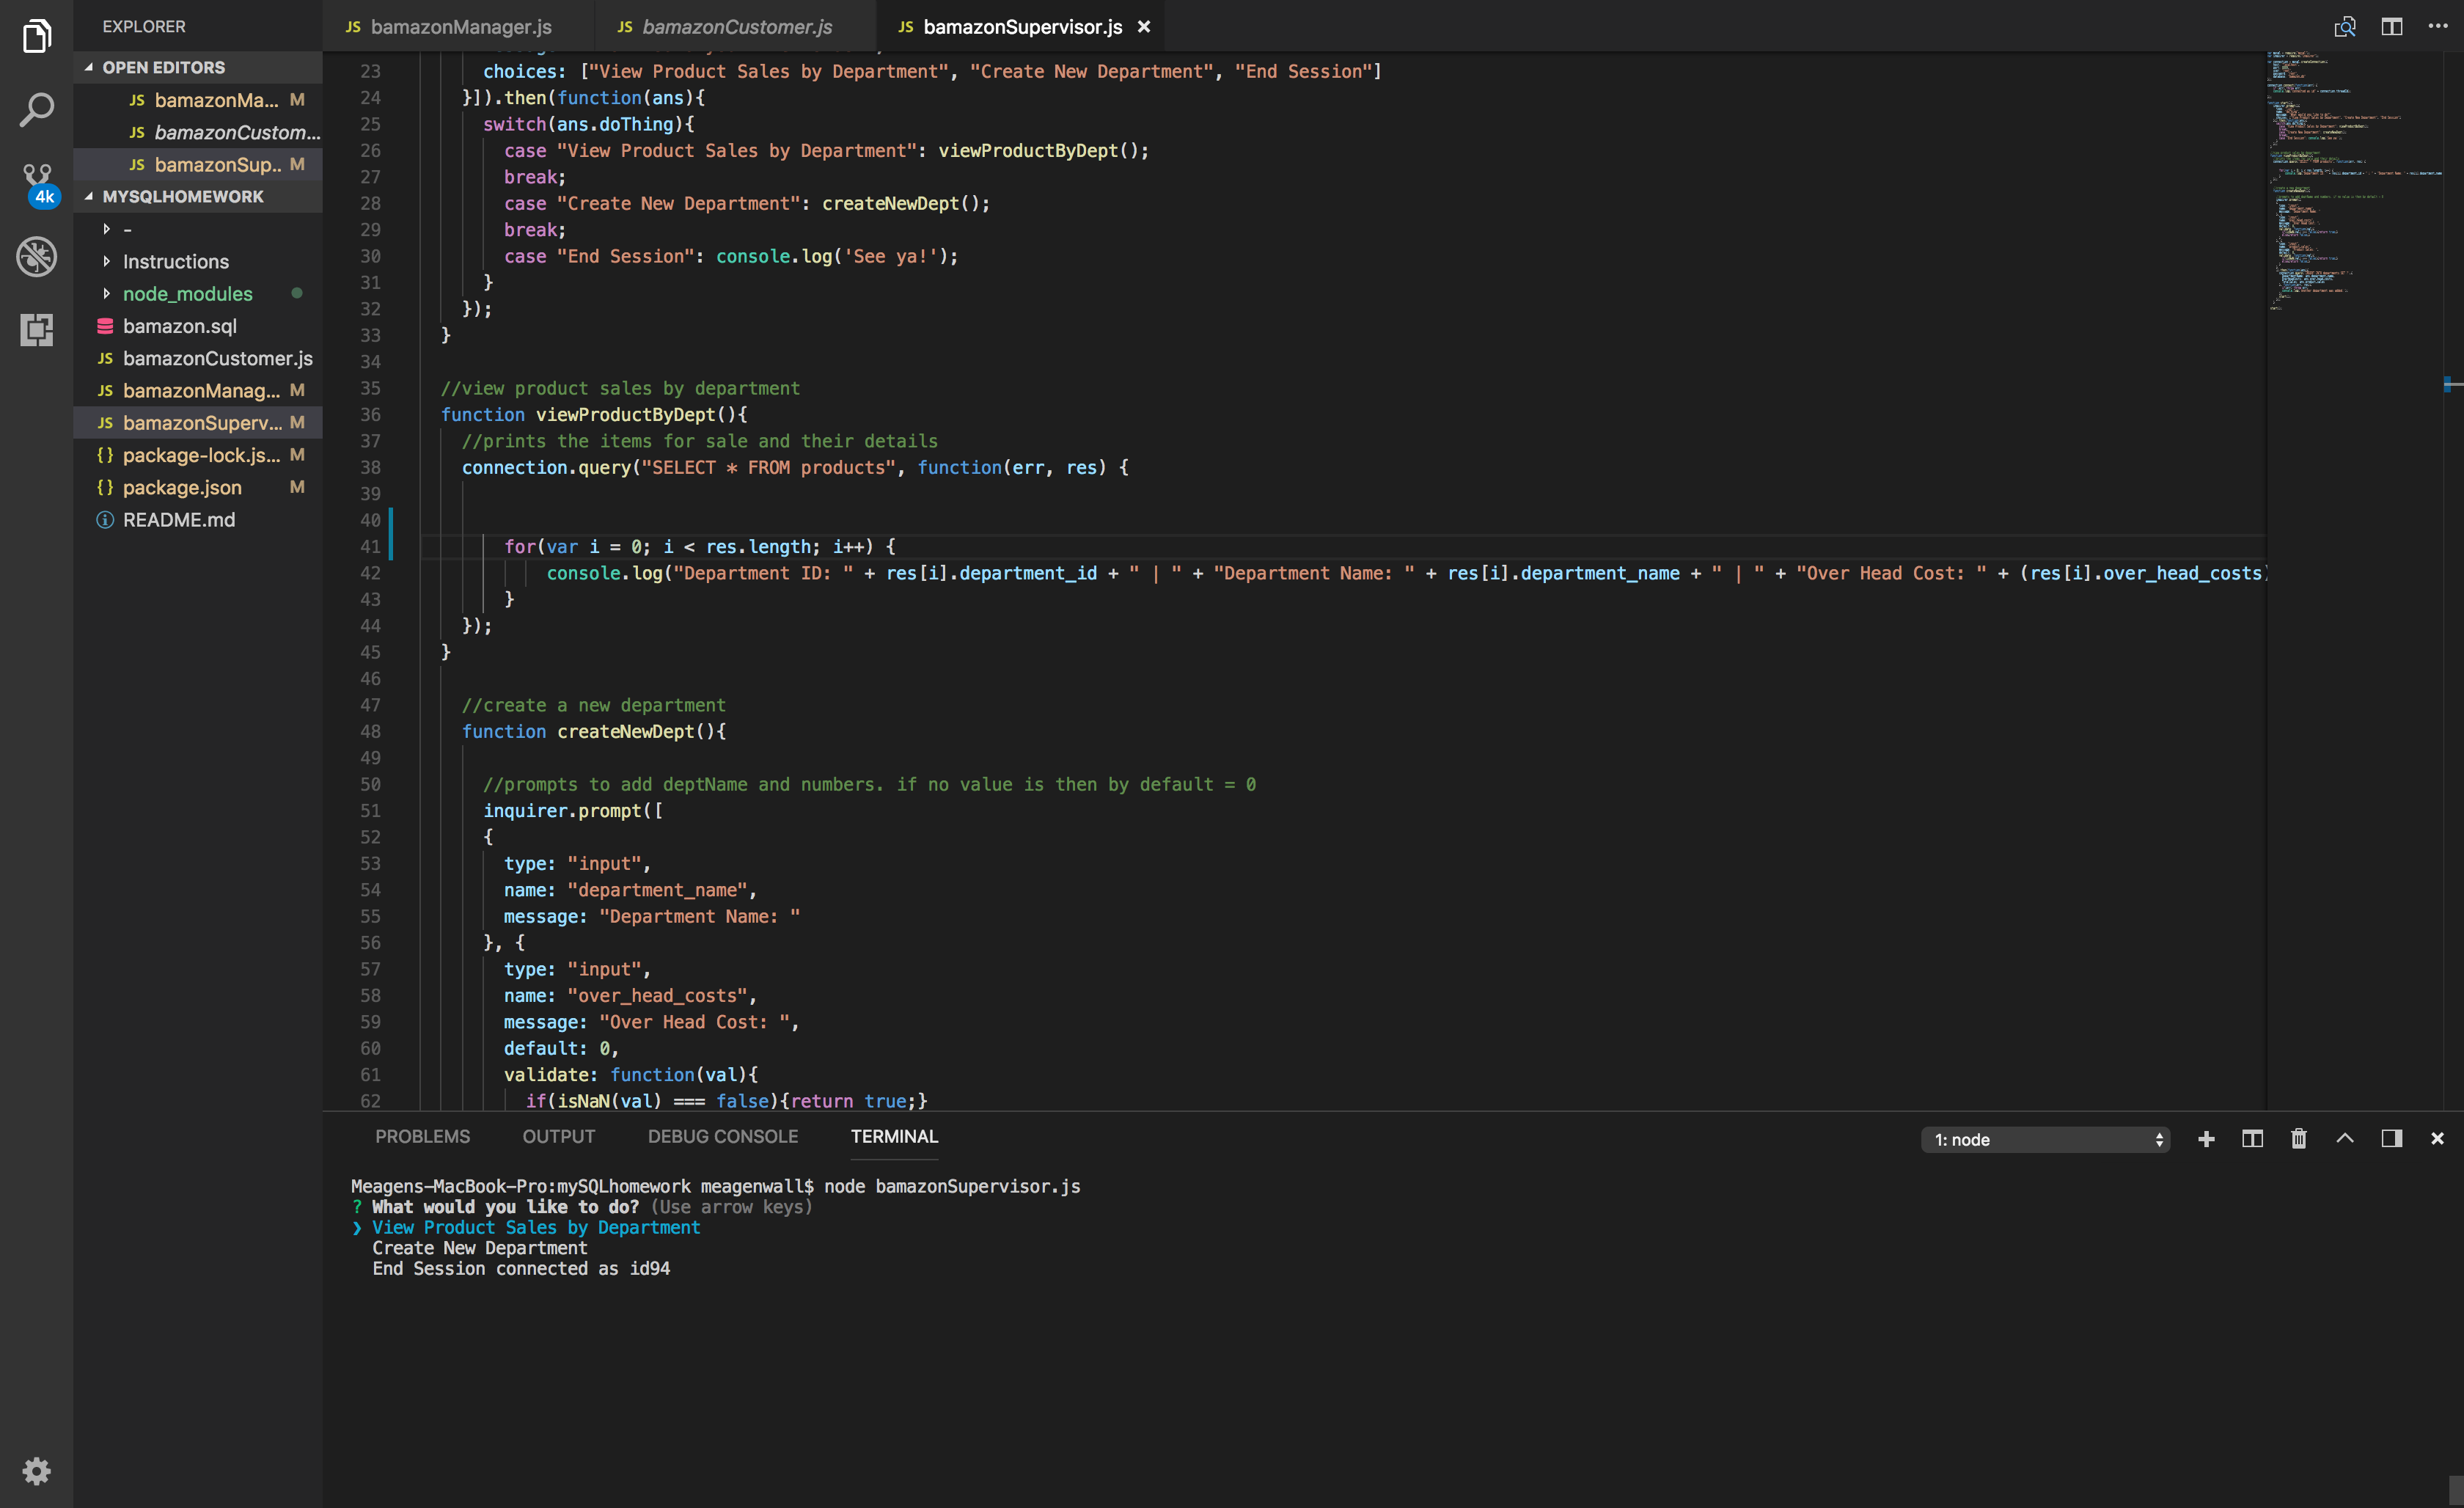 EXPLORER
OPEN EDITORS
JS bamazonMa... M
JS bamazonCustom...
JS bamazonSup... M
4k
MYSQLHOMEWORK
-
Instructions
node_modules
bamazon.sql
JS bamazonCustomer.js
JS bamazonManag... M
JS bamazonSuperv... M
{} package-lock.js... M
{} package.json M
README.md
JS bamazonManager.js JS bamazonCustomer.js JS bamazonSupervisor.js
23 choices: ["View Product Sales by Department", "Create New Department", "End Session"]
24 }]).then(function(ans){
25 switch(ans.doThing){
26 case "View Product Sales by Department": viewProductByDept();
27 break;
28 case "Create New Department": createNewDept();
29 break;
30 case "End Session": console.log('See ya!');
31 }
32 });
33 }
34
35 //view product sales by department
36 function viewProductByDept(){
37 //prints the items for sale and their details
38 connection.query("SELECT * FROM products", function(err, res) {
39
40
41 for(var i = 0; i < res.length; i++) {
42 console.log("Department ID: " + res[i].department_id + " | " + "Department Name: " + res[i].department_name + " | " + "Over Head Cost: " + (res[i].over_head_costs)
43 }
44 });
45 }
46
47 //create a new department
48 function createNewDept(){
49
50 //prompts to add deptName and numbers. if no value is then by default = 0
51 inquirer.prompt([
52 {
53 type: "input",
54 name: "department_name",
55 message: "Department Name: "
56 }, {
57 type: "input",
58 name: "over_head_costs",
59 message: "Over Head Cost: ",
60 default: 0,
61 validate: function(val){
62 if(isNaN(val) === false){return true;}
PROBLEMS OUTPUT DEBUG CONSOLE TERMINAL
1: node
Meagens-MacBook-Pro:mySQLhomework meagenwall$ node bamazonSupervisor.js
? What would you like to do? (Use arrow keys)
❯ View Product Sales by Department
Create New Department
End Session connected as id94